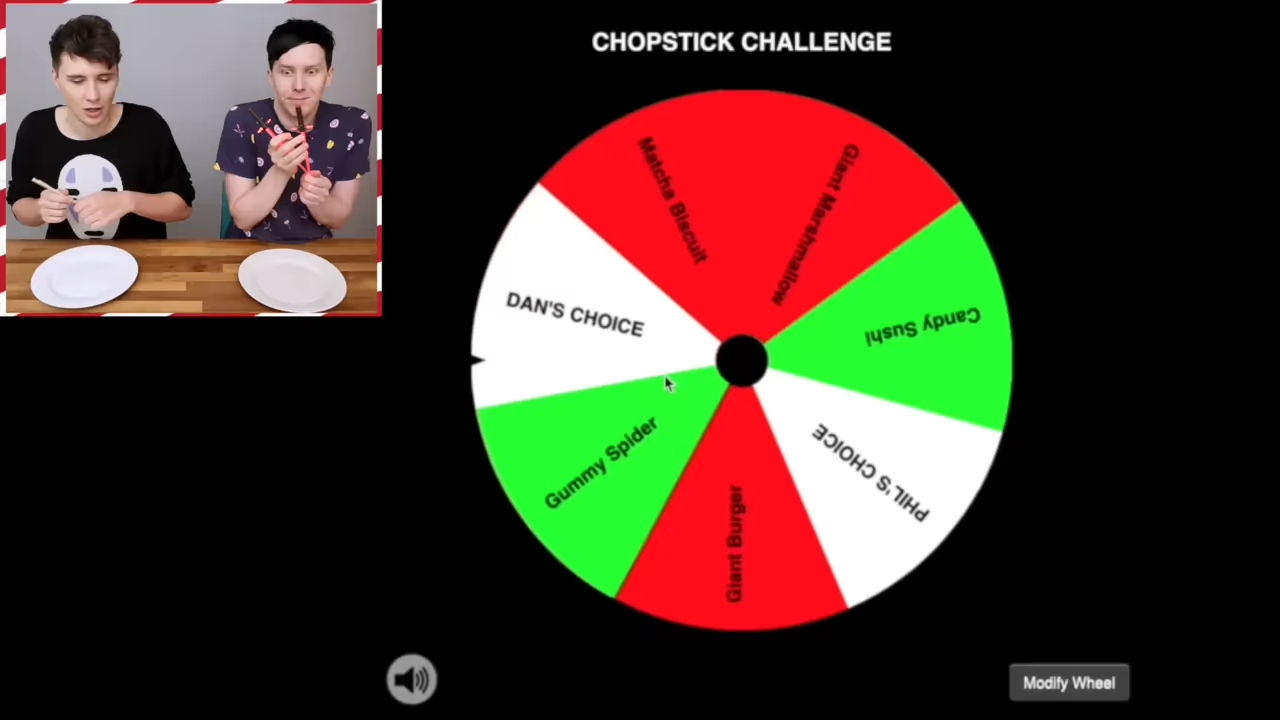 CHOPSTICK CHALLENGE
Matcha Biscuit
Giant Marshmallow
Candy Sushi
PHIL'S CHOICE
Giant Burger
Gummy Spider
DAN'S CHOICE
Modify Wheel